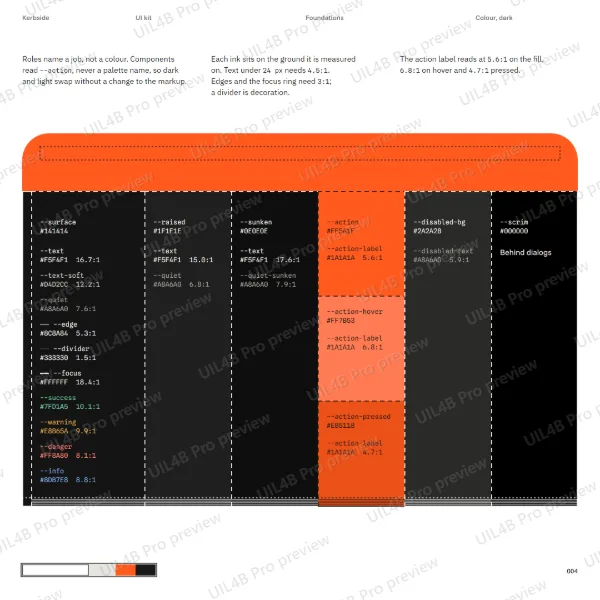 Kerbside
UI kit
Foundations
Colour, dark
Roles name a job, not a colour. Components
read --action, never a palette name, so dark
and light swap without a change to the markup.
Each ink sits on the ground it is measured
on. Text under 24 px needs 4.5:1.
Edges and the focus ring need 3:1;
a divider is decoration.
The action label reads at 5.6:1 on the fill,
6.8:1 on hover and 4.7:1 pressed.
--surface
#141414
--text
#F5F4F1 16.7:1
--text-soft
#D4D2CC 12.2:1
--quiet
#A8A6A0 7.6:1
--edge
#8C8A84 5.3:1
--divider
#333330 1.5:1
--focus
#FFFFFF 18.4:1
--success
#7FD1A5 10.1:1
--warning
#E8B65A 9.9:1
--danger
#FF8A80 8.1:1
--info
#8DB7E8 8.8:1
--raised
#1F1F1E
--text
#F5F4F1 15.0:1
--quiet
#A8A6A0 6.8:1
--sunken
#0E0E0E
--text
#F5F4F1 17.6:1
--quiet-sunken
#A8A6A0 7.9:1
--action
#FF5A1F
--action-label
#1A1A1A 5.6:1
--action-hover
#FF7B53
--action-label
#1A1A1A 6.8:1
--action-pressed
--action-label
#1A1A1A 4.7:1
--disabled-bg
#2A2A28
--disabled-text
#A8A6A0 5.9:1
--scrim
#000000
Behind dialogs
604
UIL4B Pro preview